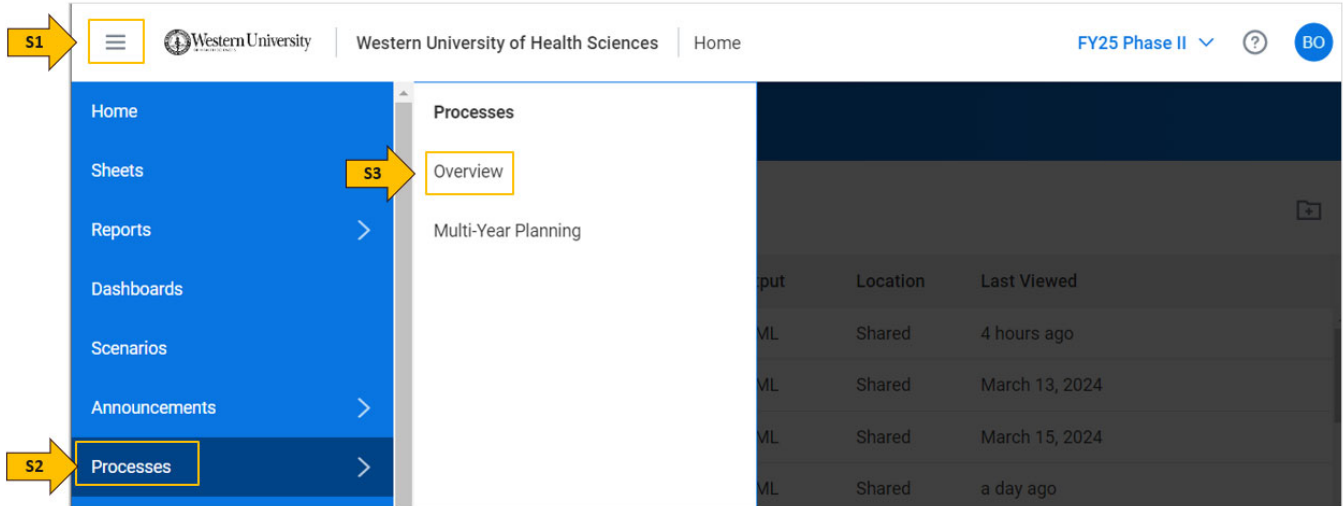 S1
Western University
Western University of Health Sciences
Home
FY25 Phase II
?
BO
Home
Sheets
Reports
Dashboards
Scenarios
Announcements
S2
Processes
Processes
S3
Overview
Multi-Year Planning
put Location Last Viewed
ML Shared 4 hours ago
ML Shared March 13, 2024
ML Shared March 15, 2024
ML Shared a day ago